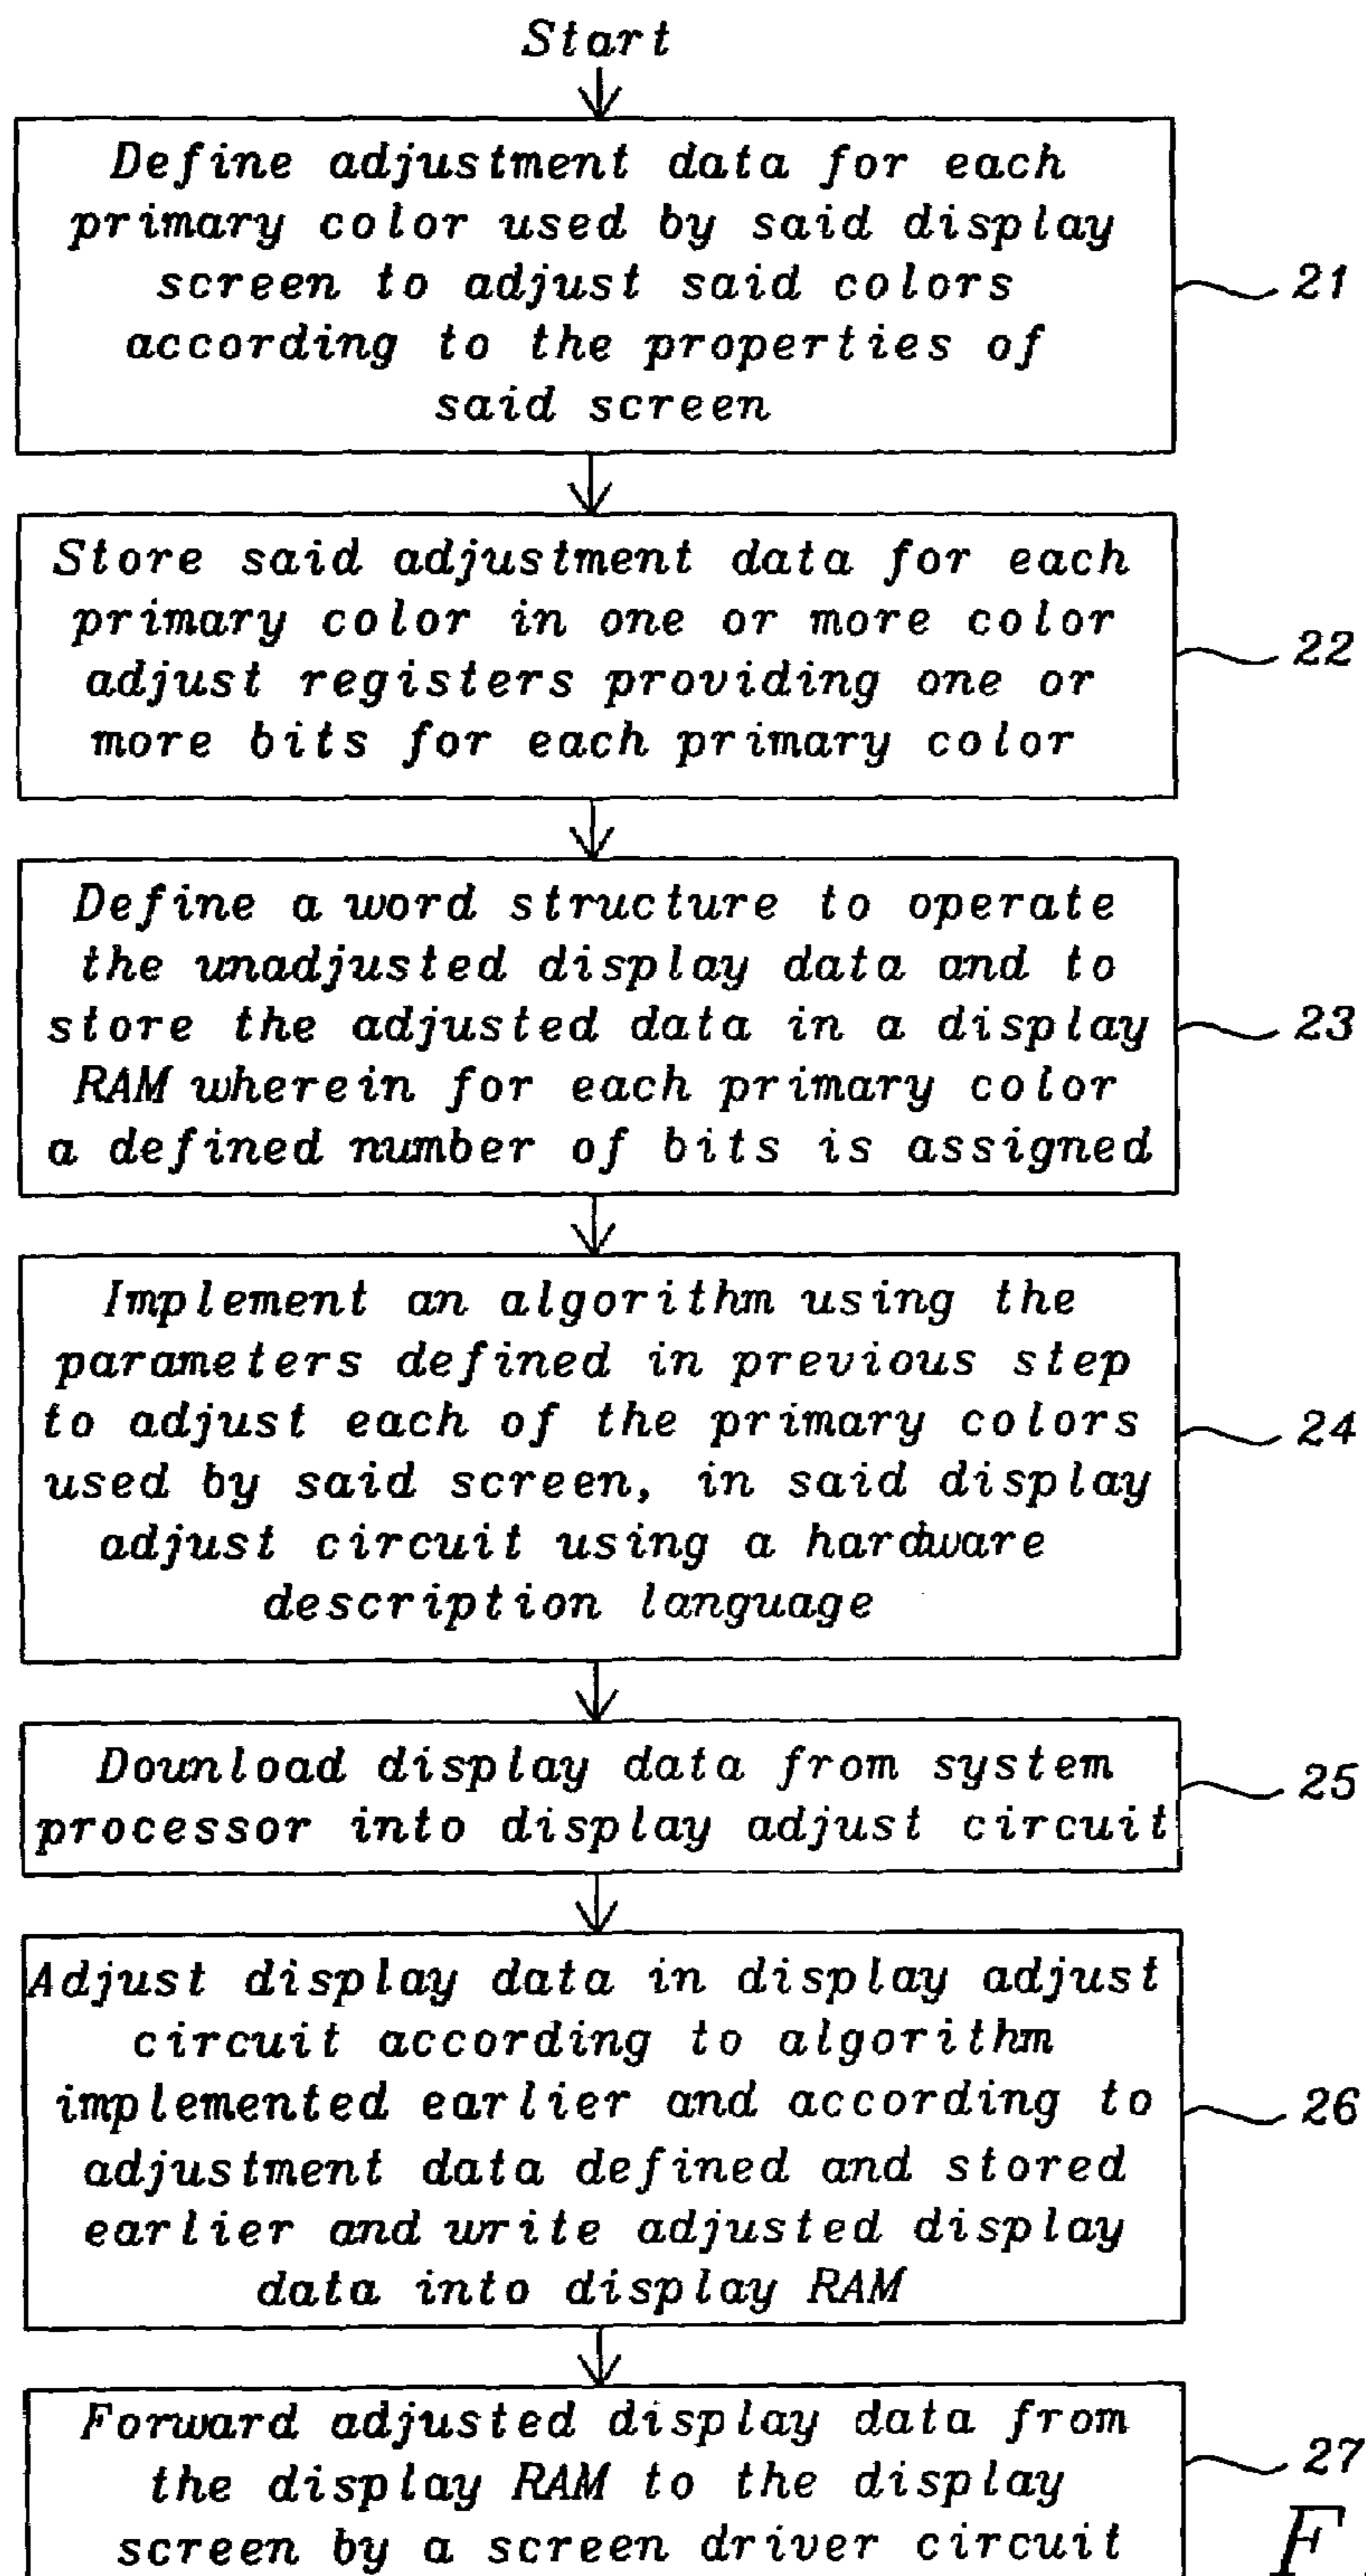 Start
Define adjustment data for each
primary color used by said display
screen to adjust said colors
according to the properties of
said screen
21
Store said adjustment data for each
primary color in one or more color
adjust registers providing one or
more bits for each primary color
22
Define a word structure to operate
the unadjusted display data and to
store the adjusted data in a display
RAM wherein for each primary color
a defined number of bits is assigned
23
Implement an algorithm using the
parameters defined in previous step
to adjust each of the primary colors
used by said screen, in said display
adjust circuit using a hardware
description language
24
Download display data from system
processor into display adjust circuit
25
Adjust display data in display adjust
circuit according to algorithm
implemented earlier and according to
adjustment data defined and stored
earlier and write adjusted display
data into display RAM
26
Forward adjusted display data from
the display RAM to the display
screen by a screen driver circuit
27
F